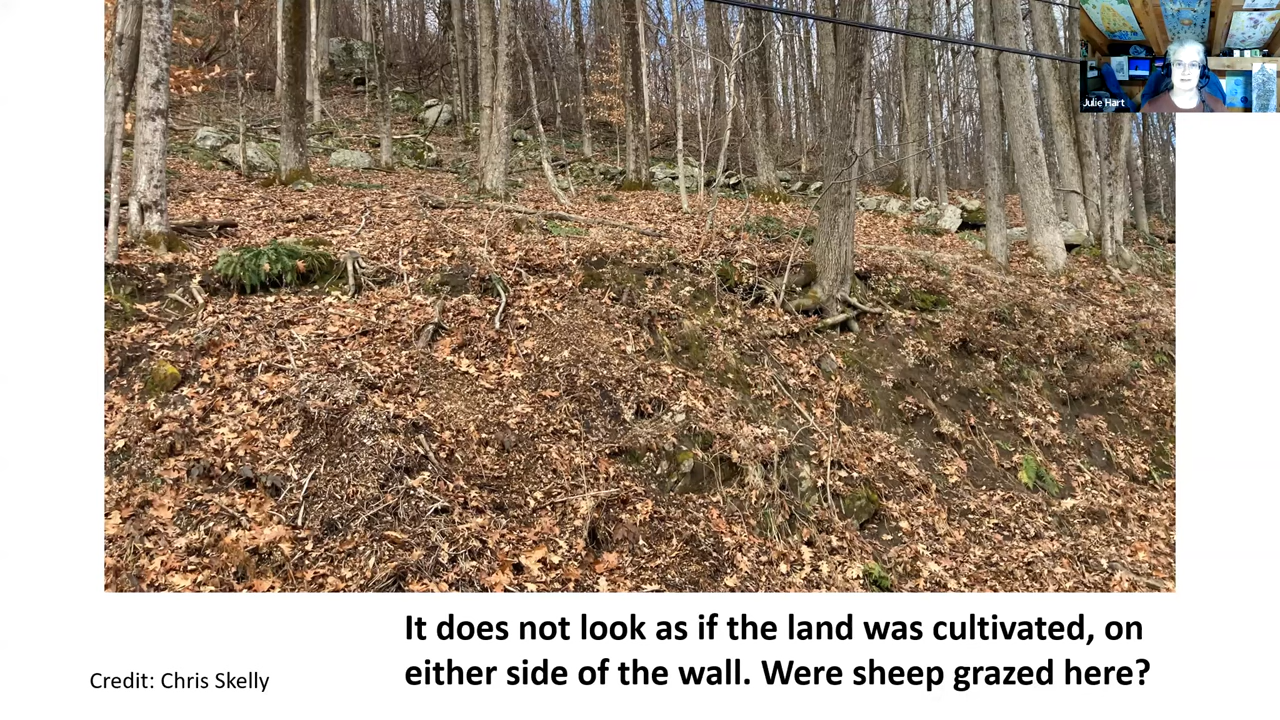 Julie Hart
It does not look as if the land was cultivated, on
either side of the wall. Were sheep grazed here?
Credit: Chris Skelly